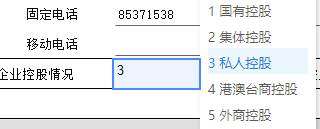 固定电话 85371538
移动电话
企业控股情况 3
1 国有控股
2 集体控股
3 私人控股
4 港澳台商控股
5 外商控股